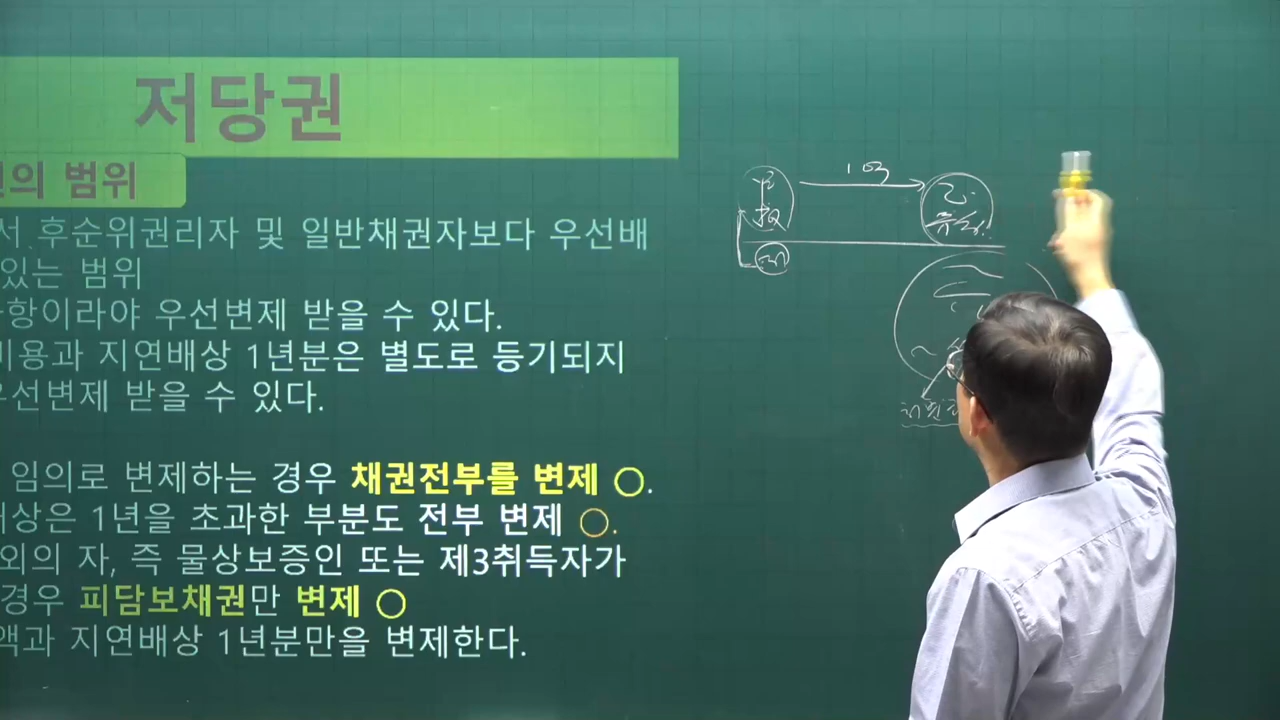 저당권
의 범위
서 후순위권리자 및 일반채권자보다 우선배
있는 범위
항이라야 우선변제 받을 수 있다.
비용과 지연배상 1년분은 별도로 등기되지
우선변제 받을 수 있다.
임의로 변제하는 경우 채권전부를 변제 ○.
배상은 1년을 초과한 부분도 전부 변제 ○.
외의 자, 즉 물상보증인 또는 제3취득자가
경우 피담보채권만 변제 ○
액과 지연배상 1년분만을 변제한다.
1억